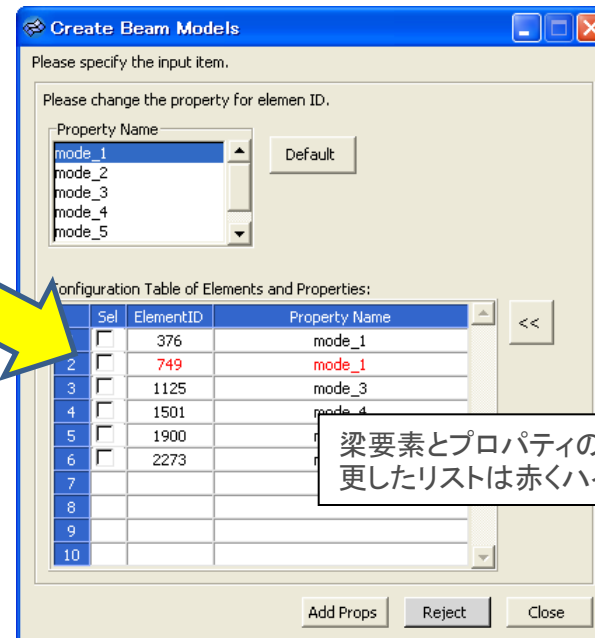 Create Beam Models
Please specify the input item.
Please change the property for elemen ID.
Property Name
mode_1
mode_2
mode_3
mode_4
mode_5
Default
Configuration Table of Elements and Properties:
Sel ElementID Property Name
376 mode_1
2 749 mode_1
3 1125 mode_3
4 1501 mode_4
5 1900
6 2273
7
8
9
10
<<
梁要素とプロパティの
更したリストは赤くハイ
Add Props Reject Close